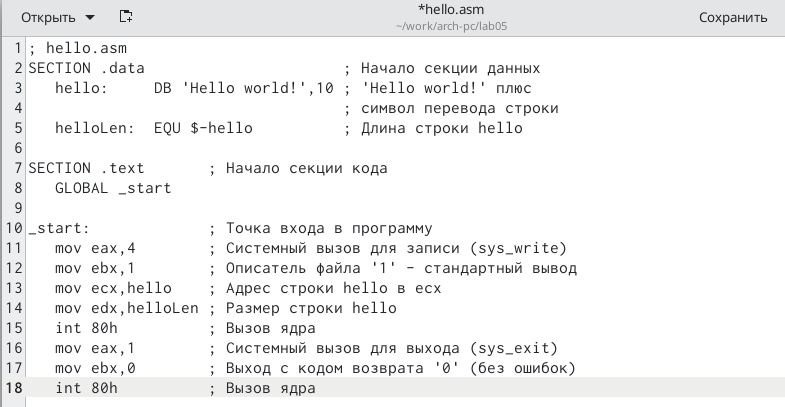 Открыть
*hello.asm
~/work/arch-pc/lab05
Сохранить
1 ; hello.asm
2 SECTION .data                      ; Начало секции данных
3    hello:     DB 'Hello world!',10 ; 'Hello world!' плюс
4                                    ; символ перевода строки
5    helloLen:  EQU $-hello          ; Длина строки hello
6
7 SECTION .text       ; Начало секции кода
8    GLOBAL _start
9
10 _start:             ; Точка входа в программу
11    mov eax,4        ; Системный вызов для записи (sys_write)
12    mov ebx,1        ; Описатель файла '1' - стандартный вывод
13    mov ecx,hello    ; Адрес строки hello в ecx
14    mov edx,helloLen ; Размер строки hello
15    int 80h          ; Вызов ядра
16    mov eax,1        ; Системный вызов для выхода (sys_exit)
17    mov ebx,0        ; Выход с кодом возврата '0' (без ошибок)
18    int 80h          ; Вызов ядра